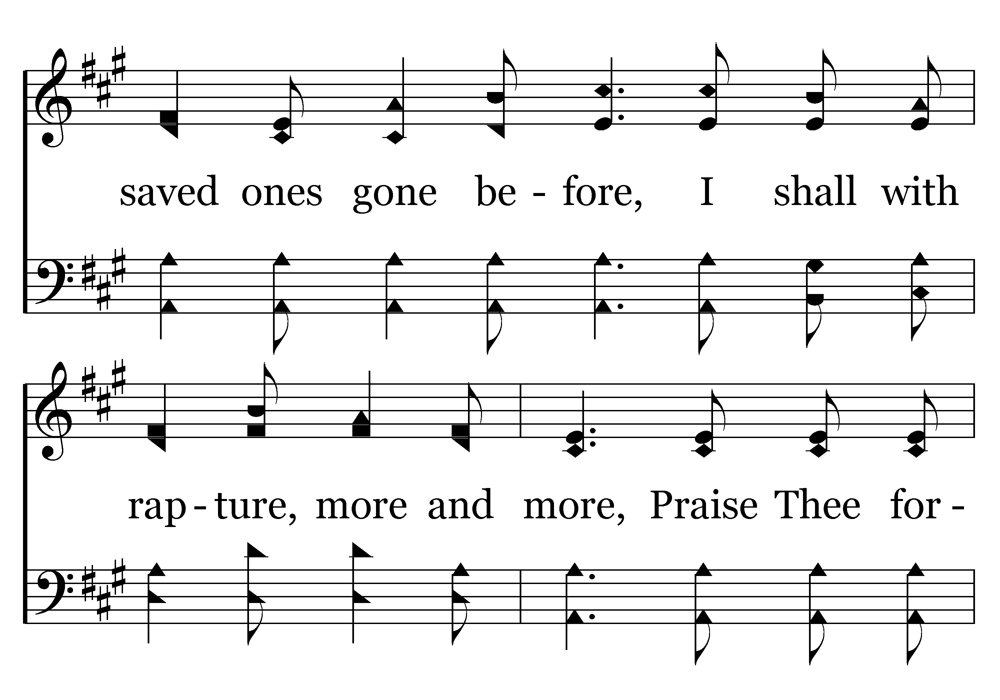 saved ones gone be - fore, I shall with
rap - ture, more and more, Praise Thee for -